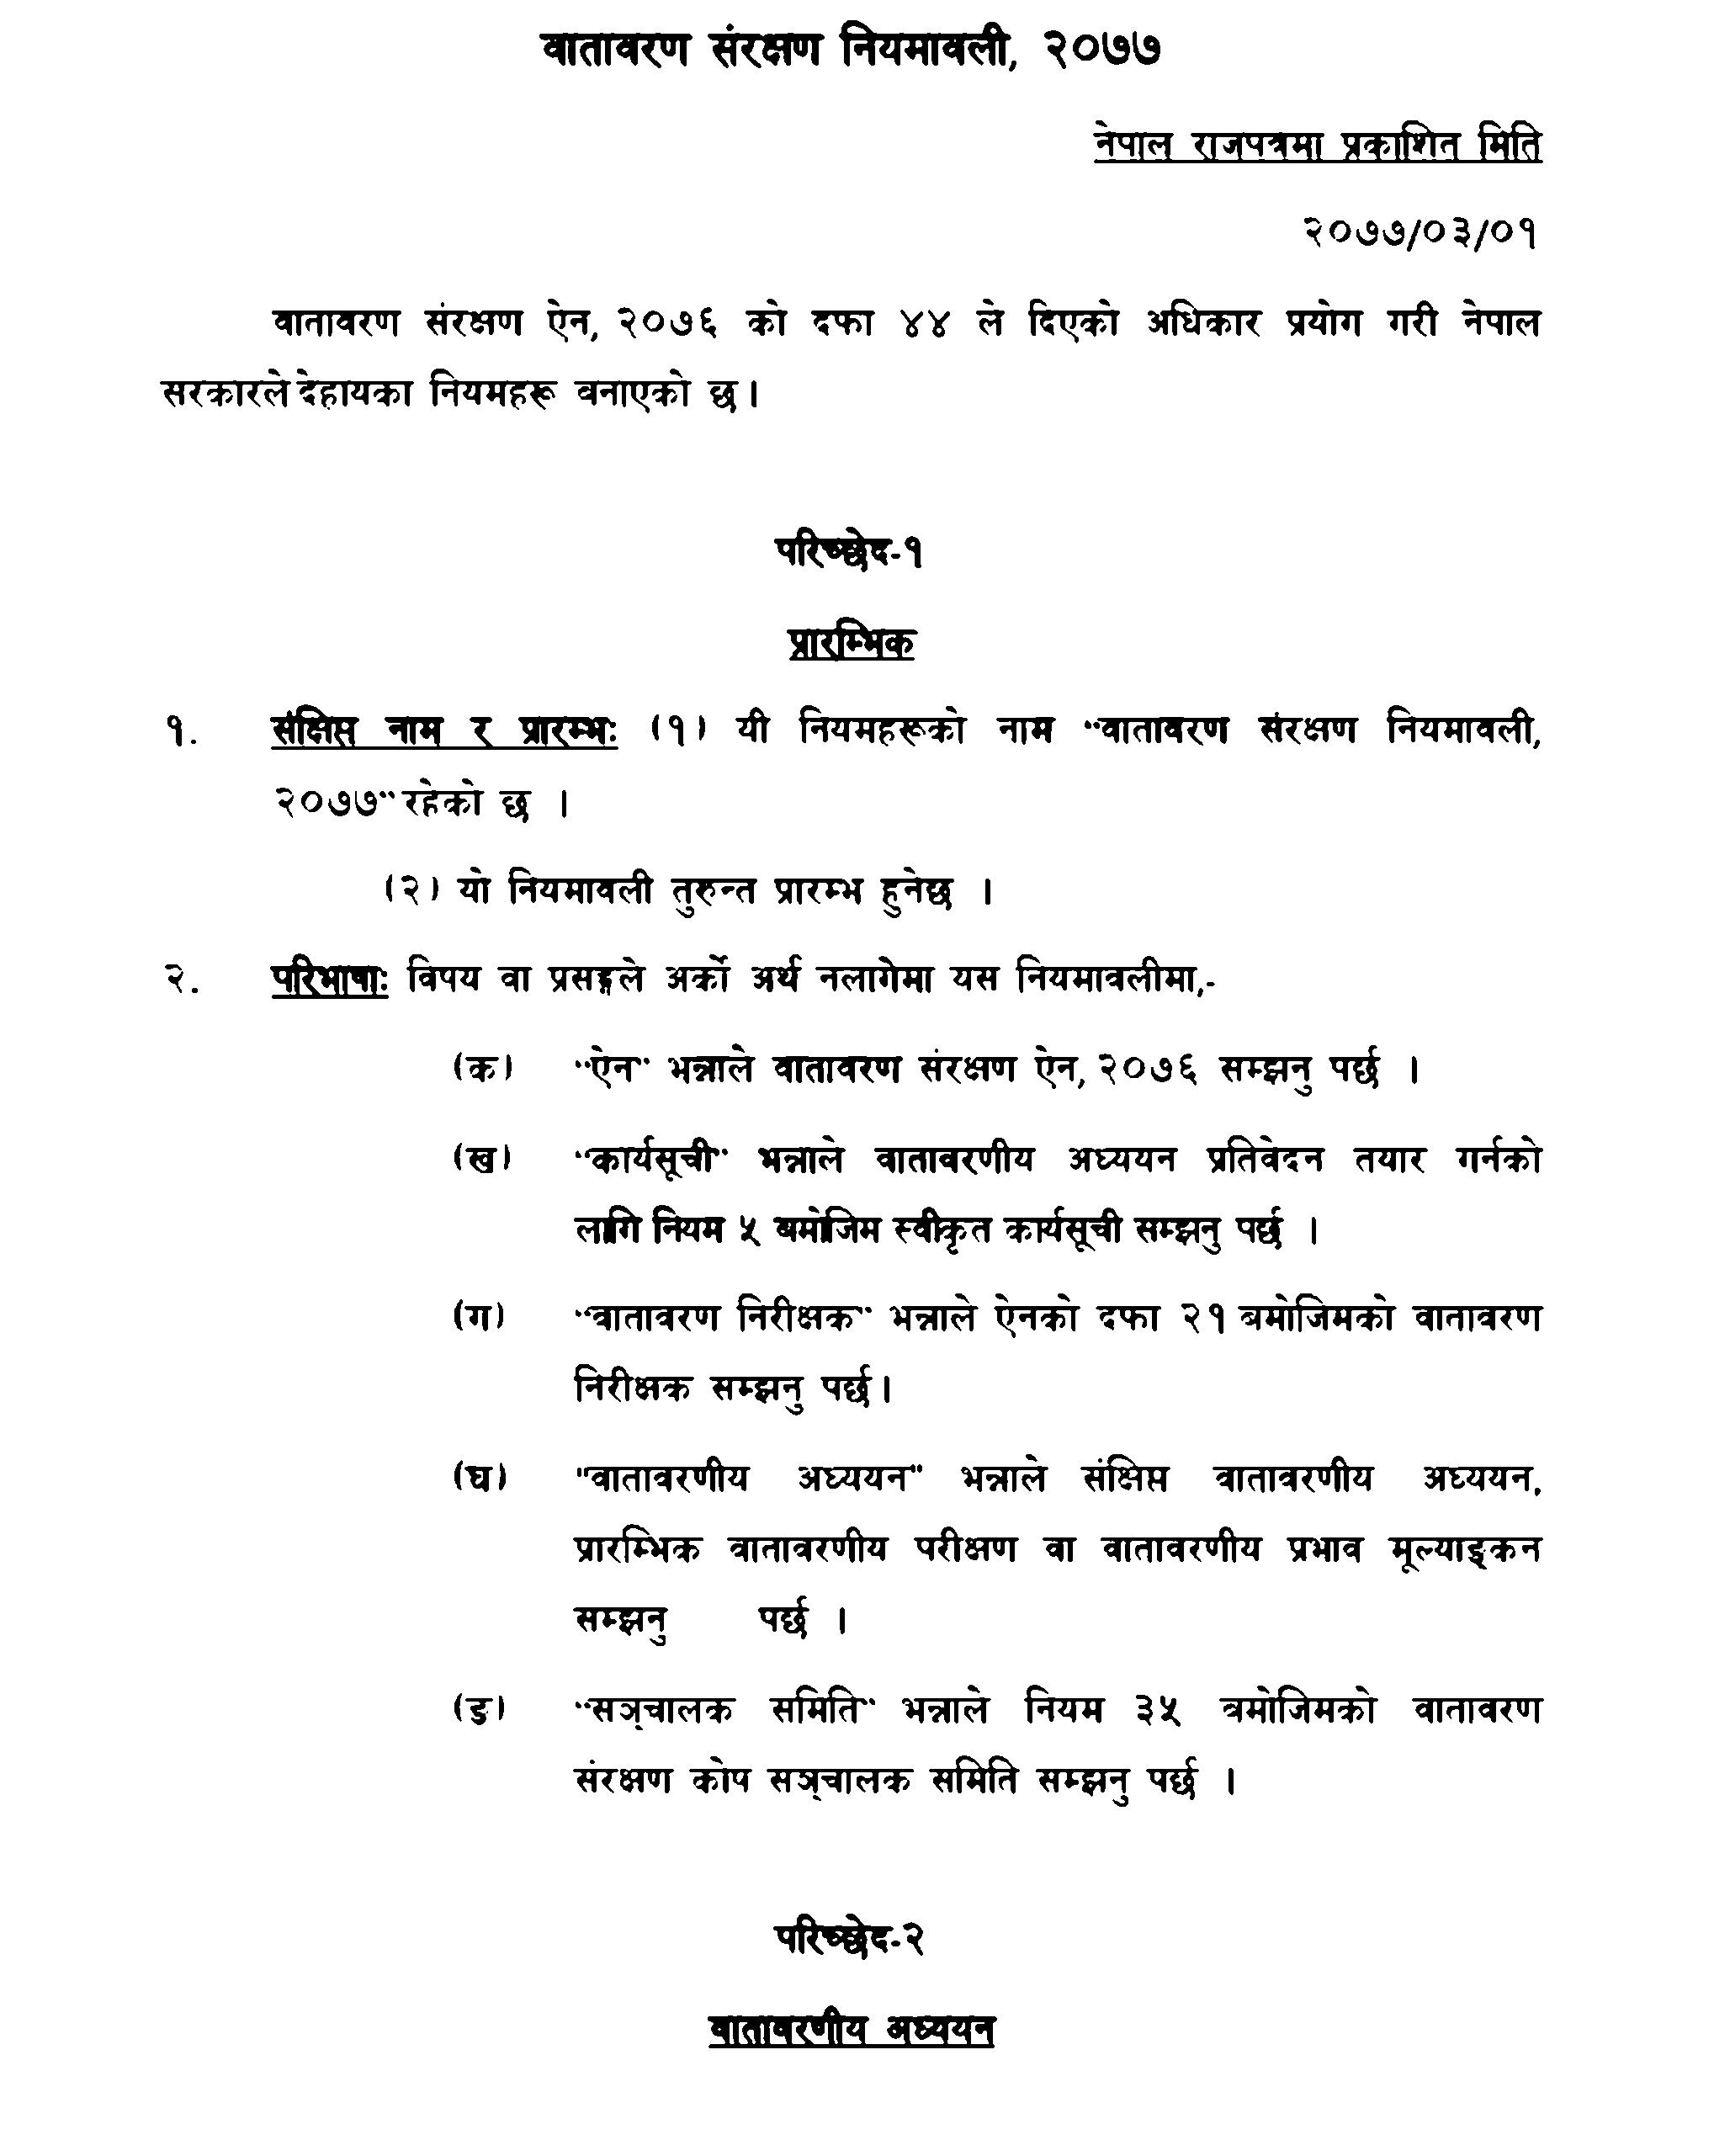 वातावरण संरक्षण नियमावली, २०७७
नेपाल राजपत्रमा प्रकाशित मिति
२०७७/०३/०१
वातावरण संरक्षण ऐन, २०७६ को दफा ४४ ले दिएको अधिकार प्रयोग गरी नेपाल
सरकारले देहायका नियमहरू बनाएको छ।
परिच्छेद-१
प्रारम्भिक
१. संक्षिप्त नाम र प्रारम्भः (१) यी नियमहरूको नाम "वातावरण संरक्षण नियमावली,
२०७७" रहेको छ ।
(२) यो नियमावली तुरुन्त प्रारम्भ हुनेछ ।
२. परिभाषाः विषय वा प्रसङ्गले अर्को अर्थ नलागेमा यस नियमावलीमा,-
(क) "ऐन" भन्नाले वातावरण संरक्षण ऐन, २०७६ सम्झनु पर्छ ।
(ख) "कार्यसूची" भन्नाले वातावरणीय अध्ययन प्रतिवेदन तयार गर्नको
लागि नियम ५ बमोजिम स्वीकृत कार्यसूची सम्झनु पर्छ ।
(ग) "वातावरण निरीक्षक" भन्नाले ऐनको दफा २१ बमोजिमको वातावरण
निरीक्षक सम्झनु पर्छ।
(घ) "वातावरणीय अध्ययन" भन्नाले संक्षिप्त वातावरणीय अध्ययन,
प्रारम्भिक वातावरणीय परीक्षण वा वातावरणीय प्रभाव मूल्याङ्कन
सम्झनु पर्छ ।
(ङ) "सञ्चालक समिति" भन्नाले नियम ३५ बमोजिमको वातावरण
संरक्षण कोष सञ्चालक समिति सम्झनु पर्छ ।
परिच्छेद-२
वातावरणीय अध्ययन